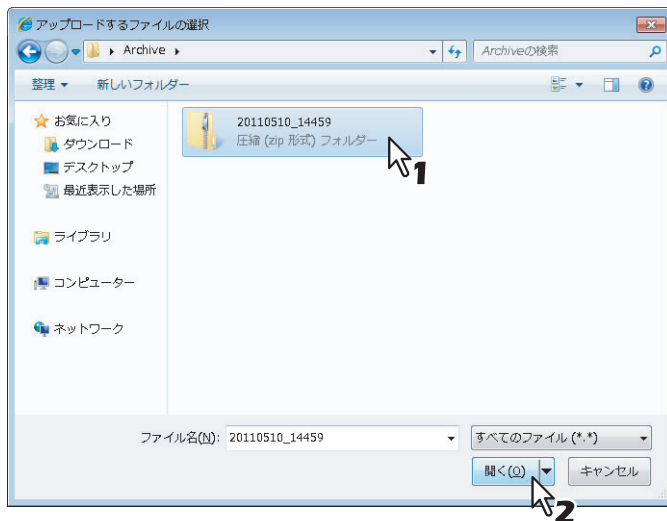 アップロードするファイルの選択
Archive
Archiveの検索
整理 新しいフォルダー
お気に入り
ダウンロード
デスクトップ
最近表示した場所
ライブラリ
コンピューター
ネットワーク
20110510_14459
圧縮 (zip 形式) フォルダー
1
ファイル名(N): 20110510_14459
すべてのファイル (*.*)
開く(O) キャンセル
2